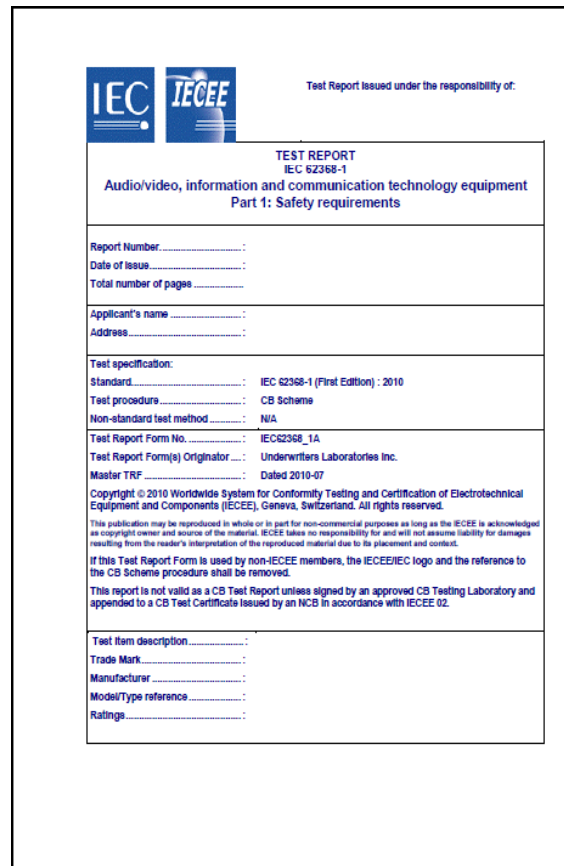 IEC
IECEE
Test Report issued under the responsibility of:
TEST REPORT
IEC 62368-1
Audio/video, information and communication technology equipment
Part 1: Safety requirements
Report Number................................ :
Date of issue.................................... :
Total number of pages ...................
Applicant's name ............................ :
Address............................................ :
Test specification:
Standard........................................... : IEC 62368-1 (First Edition) : 2010
Test procedure ................................ : CB Scheme
Non-standard test method ............. : N/A
Test Report Form No. ..................... : IEC62368_1A
Test Report Form(s) Originator .... : Underwriters Laboratories Inc.
Master TRF ...................................... : Dated 2010-07
Copyright © 2010 Worldwide System for Conformity Testing and Certification of Electrotechnical
Equipment and Components (IECEE), Geneva, Switzerland. All rights reserved.
This publication may be reproduced in whole or in part for non-commercial purposes as long as the IECEE is acknowledged
as copyright owner and source of the material. IECEE takes no responsibility for and will not assume liability for damages
resulting from the reader's interpretation of the reproduced material due to its placement and context.
If this Test Report Form is used by non-IECEE members, the IECEE/IEC logo and the reference to
the CB Scheme procedure shall be removed.
This report is not valid as a CB Test Report unless signed by an approved CB Testing Laboratory and
appended to a CB Test Certificate issued by an NCB in accordance with IECEE 02.
Test item description ..................... :
Trade Mark....................................... :
Manufacturer ................................... :
Model/Type reference .................... :
Ratings............................................. :